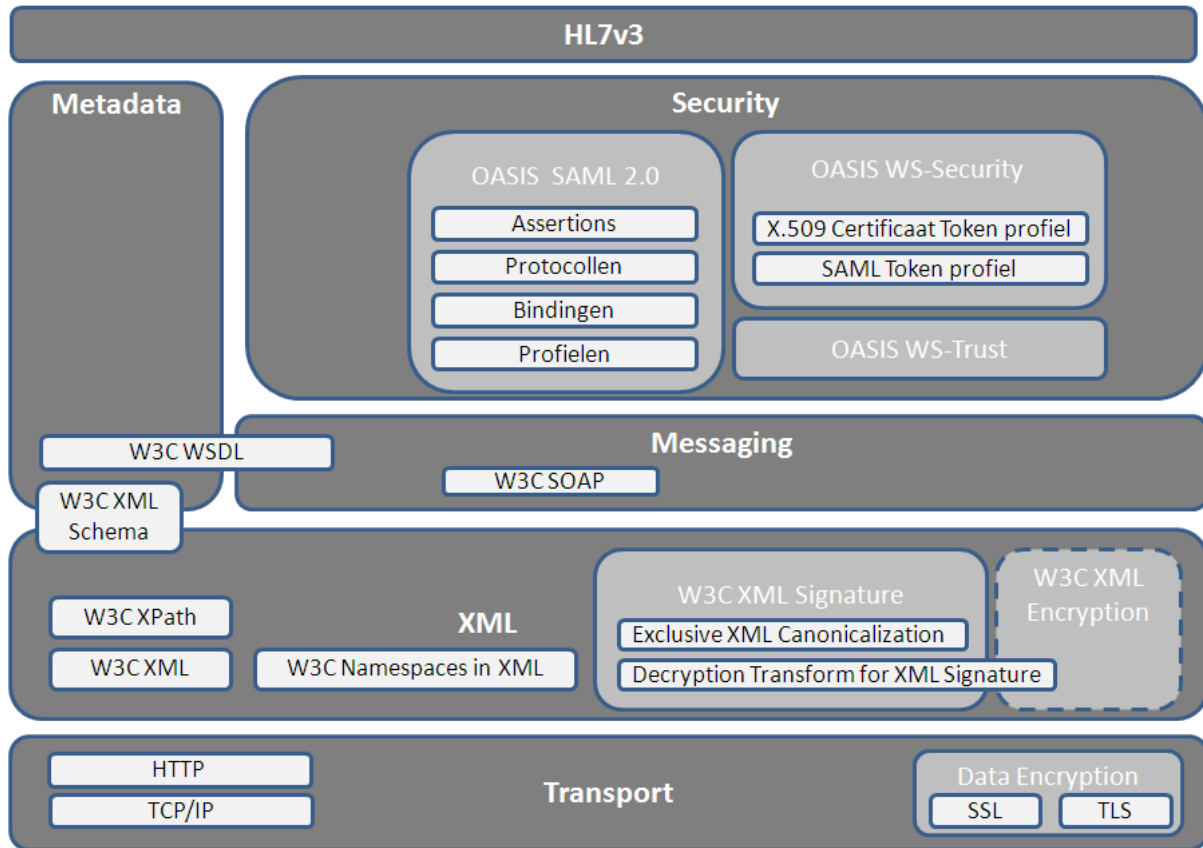 HL7v3
Metadata
Security
OASIS SAML 2.0
Assertions
Protocollen
Bindingen
Profielen
OASIS WS-Security
X.509 Certificaat Token profiel
SAML Token profiel
OASIS WS-Trust
W3C WSDL
Messaging
W3C SOAP
W3C XML
Schema
W3C XPath
W3C XML
XML
W3C Namespaces in XML
W3C XML Signature
Exclusive XML Canonicalization
Decryption Transform for XML Signature
W3C XML
Encryption
HTTP
TCP/IP
Transport
Data Encryption
SSL
TLS